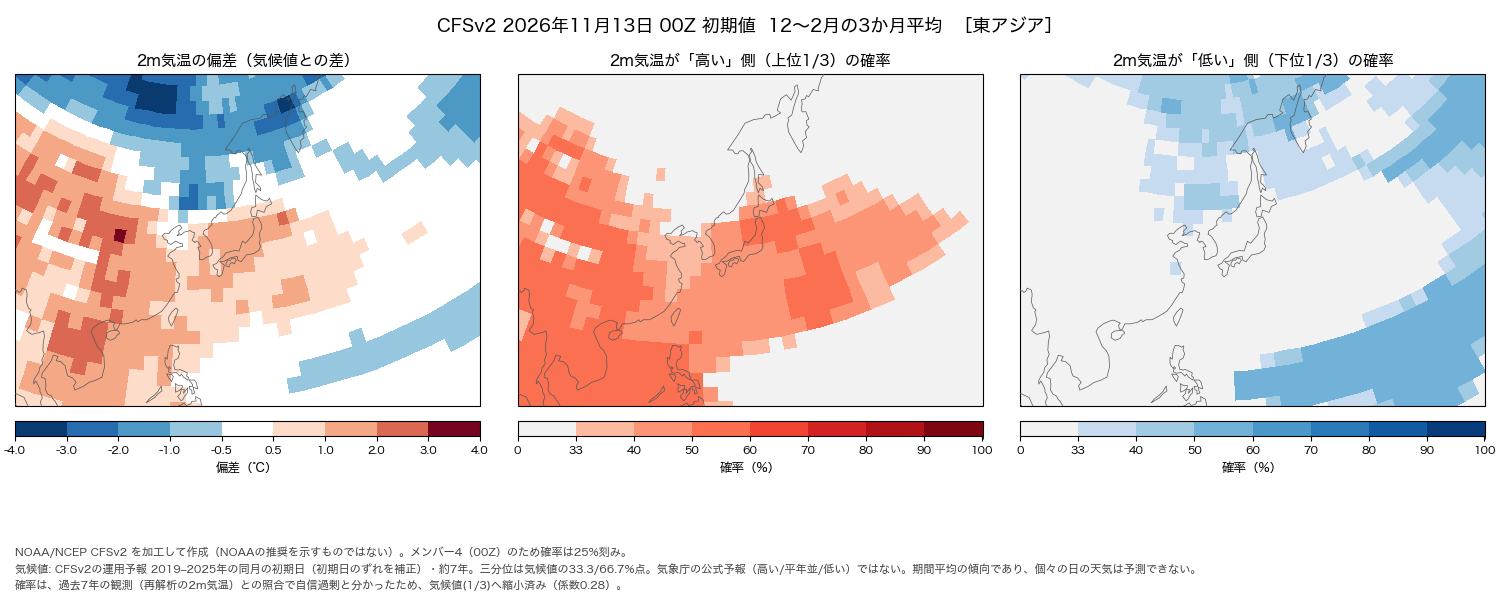 CFSv2 2026年11月13日 00Z 初期値  12～2月の3か月平均  ［東アジア］
2m気温の偏差（気候値との差）
2m気温が「高い」側（上位1/3）の確率
2m気温が「低い」側（下位1/3）の確率
-4.0 -3.0 -2.0 -1.0 -0.5 0.5 1.0 2.0 3.0 4.0
偏差（℃）
0 33 40 50 60 70 80 90 100
確率（%）
0 33 40 50 60 70 80 90 100
確率（%）
NOAA/NCEP CFSv2 を加工して作成（NOAAの推奨を示すものではない）。メンバー4（00Z）のため確率は25%刻み。
気候値: CFSv2の運用予報 2019–2025年の同月の初期日（初期日のずれを補正）・約7年。三分位は気候値の33.3/66.7%点。気象庁の公式予報（高い/平年並/低い）ではない。期間平均の傾向であり、個々の日の天気は予測できない。
確率は、過去7年の観測（再解析の2m気温）との照合で自信過剰と分かったため、気候値(1/3)へ縮小済み（係数0.28）。